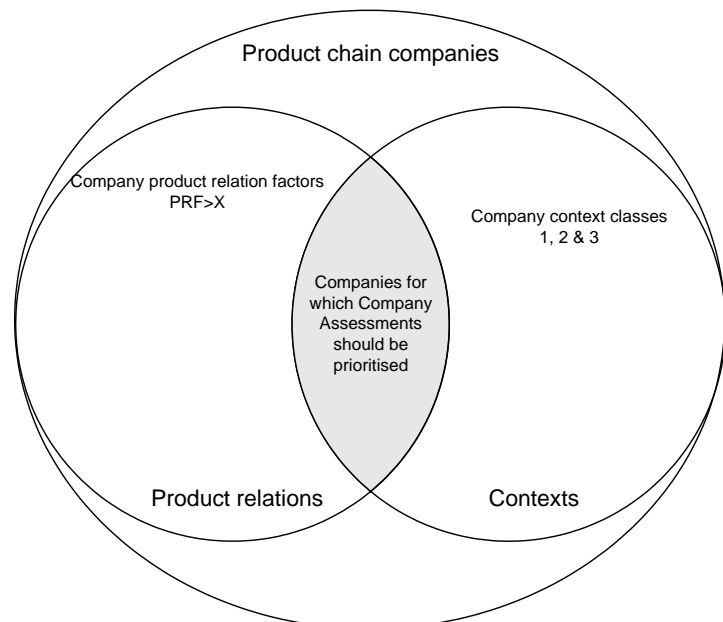 Product chain companies
Company product relation factors
PRF>X
Company context classes
1, 2 & 3
Companies for
which Company
Assessments
should be
prioritised
Product relations
Contexts